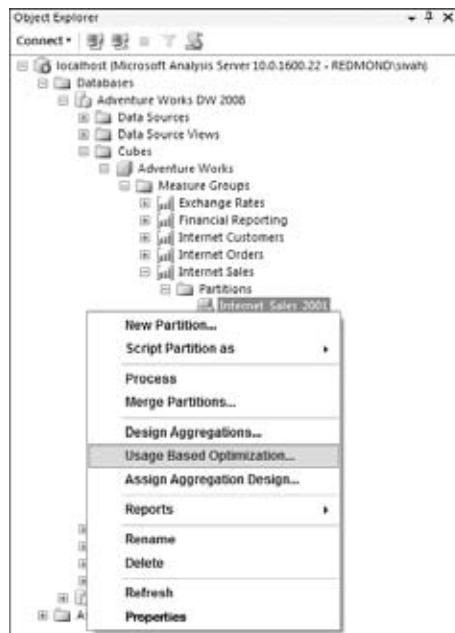 Object Explorer
Connect
localhost (Microsoft Analysis Server 10.0.1600.22 - REDMOND\sivah)
Databases
Adventure Works DW 2008
Data Sources
Data Source Views
Cubes
Adventure Works
Measure Groups
Exchange Rates
Financial Reporting
Internet Customers
Internet Orders
Internet Sales
Partitions
Internet_Sales_2001
New Partition...
Script Partition as
Process
Merge Partitions...
Design Aggregations...
Usage Based Optimization...
Assign Aggregation Design...
Reports
Rename
Delete
Refresh
A
Properties